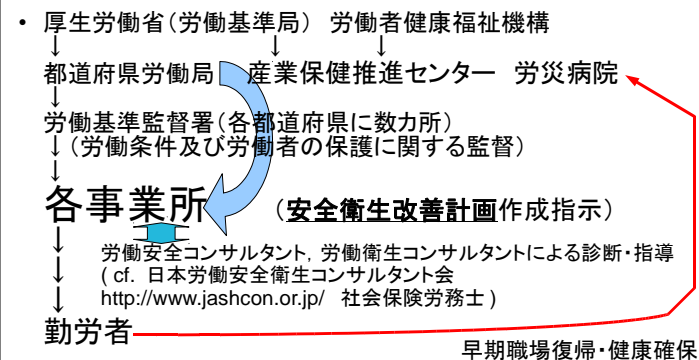 • 厚生労働省(労働基準局) 労働者健康福祉機構
↓ ↓ ↓
都道府県労働局 産業保健推進センター 労災病院
↓
労働基準監督署(各都道府県に数カ所)
↓(労働条件及び労働者の保護に関する監督)
↓
各事業所 (安全衛生改善計画作成指示)
↓ 労働安全コンサルタント,労働衛生コンサルタントによる診断・指導
↓ ( cf. 日本労働安全衛生コンサルタント会
↓ http://www.jashcon.or.jp/ 社会保険労務士 )
勤労者
早期職場復帰・健康確保